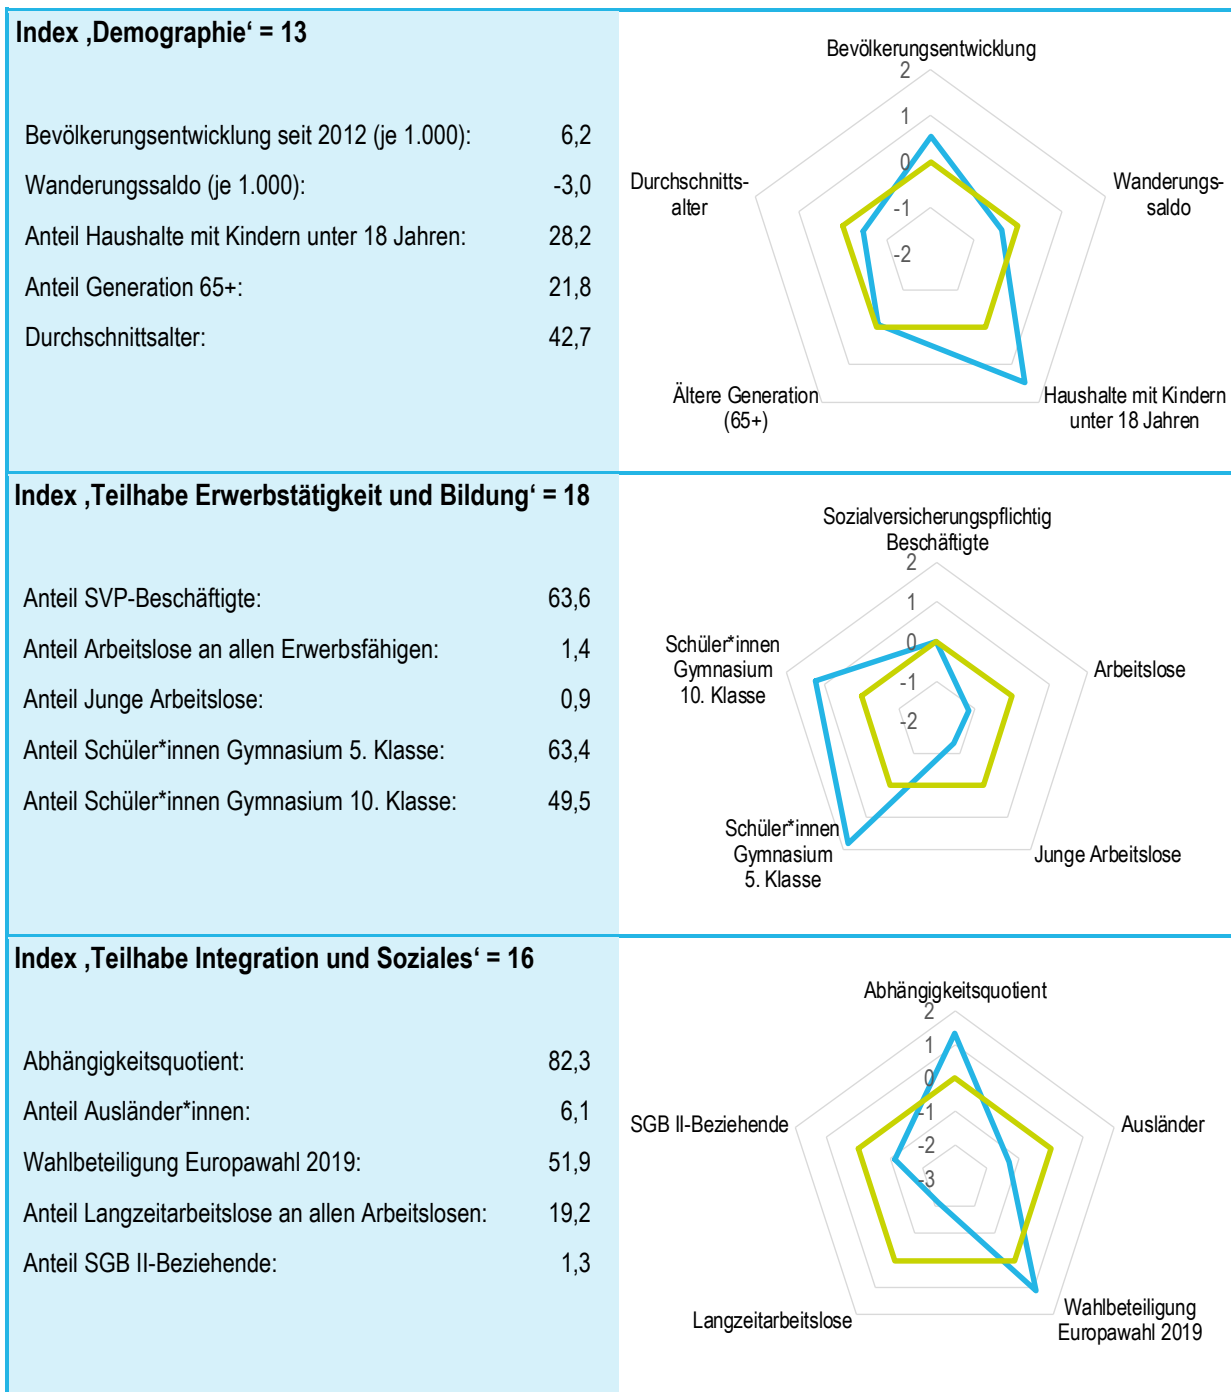 Index ‚Demographie‘ = 13
Bevölkerungsentwicklung seit 2012 (je 1.000): 6,2
Wanderungssaldo (je 1.000): -3,0
Anteil Haushalte mit Kindern unter 18 Jahren: 28,2
Anteil Generation 65+: 21,8
Durchschnittsalter: 42,7
Bevölkerungsentwicklung
2
1
0
-1
-2
Durchschnitts-
alter
Wanderungs-
saldo
Ältere Generation
(65+)
Haushalte mit Kindern
unter 18 Jahren
Index ‚Teilhabe Erwerbstätigkeit und Bildung‘ = 18
Anteil SVP-Beschäftigte: 63,6
Anteil Arbeitslose an allen Erwerbsfähigen: 1,4
Anteil Junge Arbeitslose: 0,9
Anteil Schüler*innen Gymnasium 5. Klasse: 63,4
Anteil Schüler*innen Gymnasium 10. Klasse: 49,5
Sozialversicherungspflichtig
Beschäftigte
2
1
0
-1
-2
Schüler*innen
Gymnasium
10. Klasse
Arbeitslose
Schüler*innen
Gymnasium
5. Klasse
Junge Arbeitslose
Index ‚Teilhabe Integration und Soziales‘ = 16
Abhängigkeitsquotient: 82,3
Anteil Ausländer*innen: 6,1
Wahlbeteiligung Europawahl 2019: 51,9
Anteil Langzeitarbeitslose an allen Arbeitslosen: 19,2
Anteil SGB II-Beziehende: 1,3
Abhängigkeitsquotient
2
1
0
-1
-2
-3
SGB II-Beziehende
Ausländer
Langzeitarbeitslose
Wahlbeteiligung
Europawahl 2019